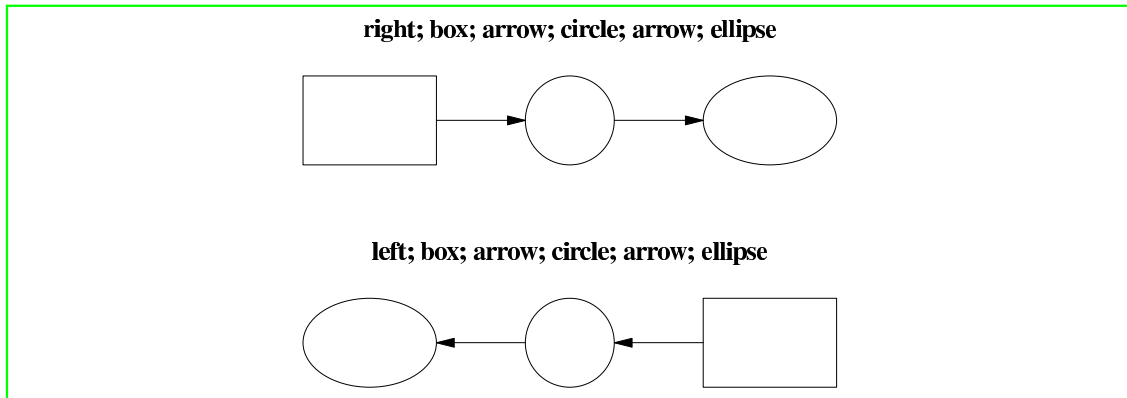 right; box; arrow; circle; arrow; ellipse
left; box; arrow; circle; arrow; ellipse